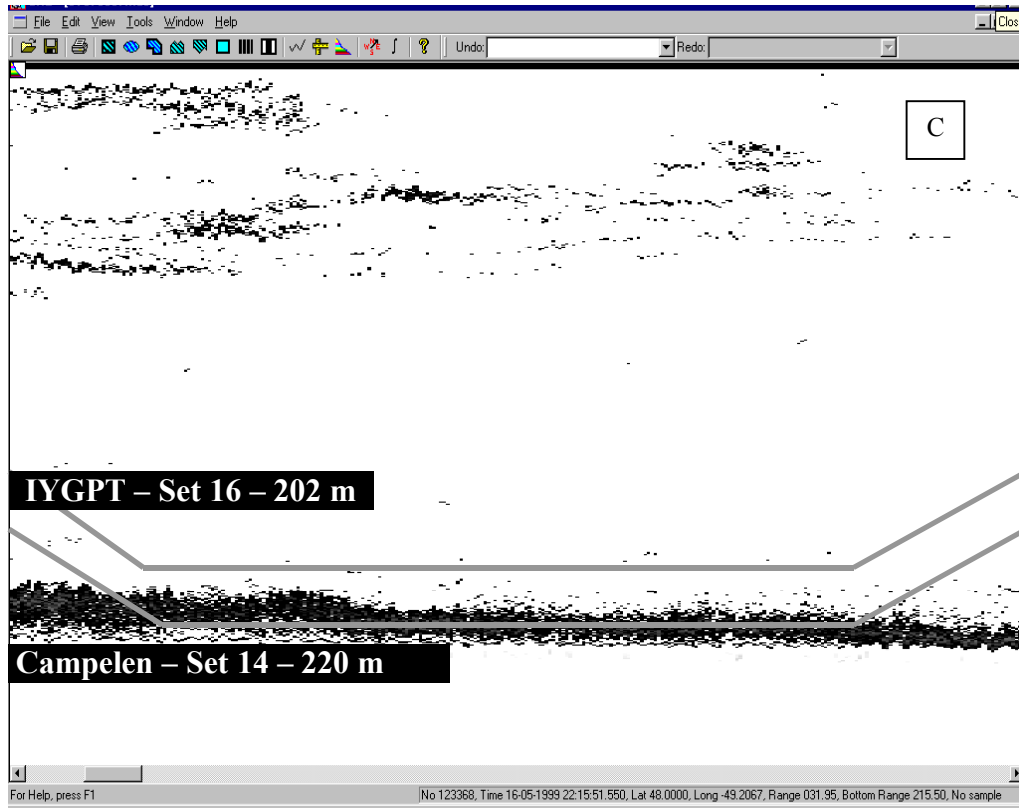 File Edit View Tools Window Help
Clos
Undo: Redo:
C
IYGPT – Set 16 – 202 m
Campelen – Set 14 – 220 m
For Help, press F1
No 123368, Time 16-05-1999 22:15:51.550, Lat 48.0000, Long -49.2067, Range 031.95, Bottom Range 215.50, No sample